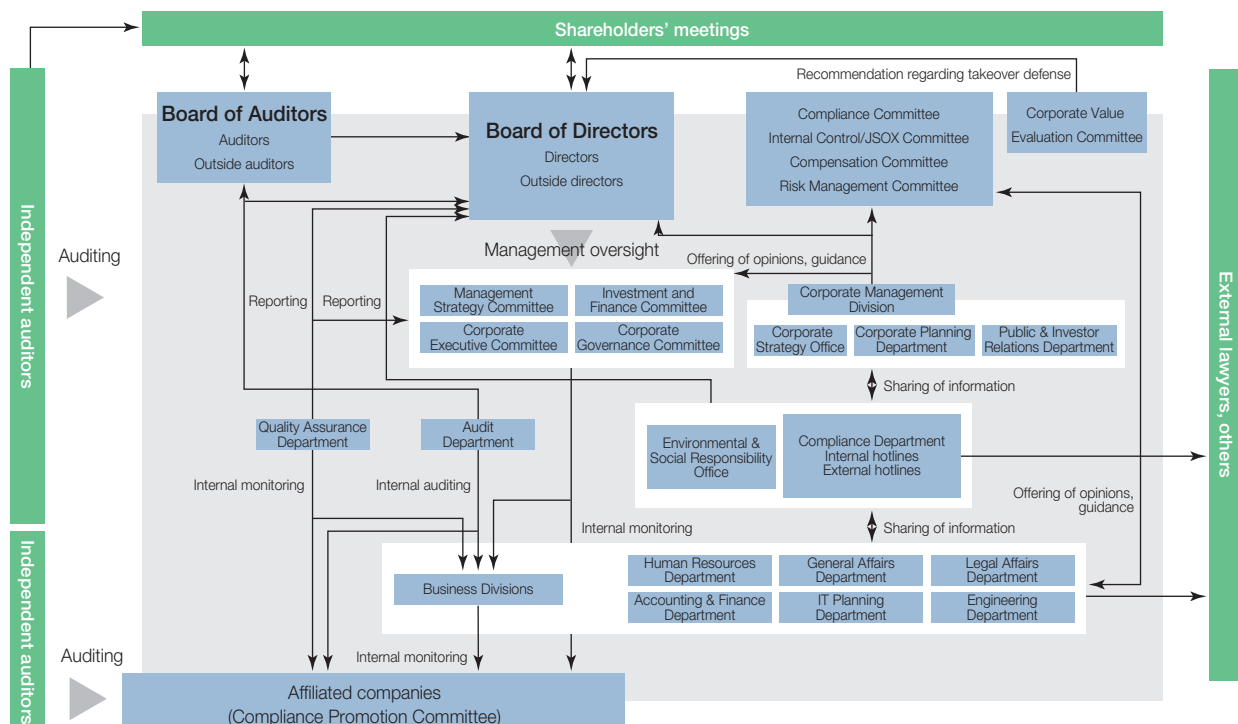 Shareholders' meetings
Recommendation regarding takeover defense
Board of Auditors
Auditors
Outside auditors
Board of Directors
Directors
Outside directors
Compliance Committee
Internal Control/JSOX Committee
Compensation Committee
Risk Management Committee
Corporate Value
Evaluation Committee
Independent auditors
Auditing
Management oversight
Offering of opinions, guidance
Reporting
Reporting
Management
Strategy Committee
Investment and
Finance Committee
Corporate
Executive Committee
Corporate
Governance Committee
Corporate Management
Division
Corporate
Strategy Office
Corporate Planning
Department
Public & Investor
Relations Department
Sharing of information
External lawyers, others
Quality Assurance
Department
Audit
Department
Environmental &
Social Responsibility
Office
Compliance Department
Internal hotlines
External hotlines
Internal monitoring
Internal auditing
Internal monitoring
Sharing of information
Offering of opinions,
guidance
Independent auditors
Business Divisions
Human Resources
Department
General Affairs
Department
Legal Affairs
Department
Accounting & Finance
Department
IT Planning
Department
Engineering
Department
Auditing
Internal monitoring
Affiliated companies
(Compliance Promotion Committee)